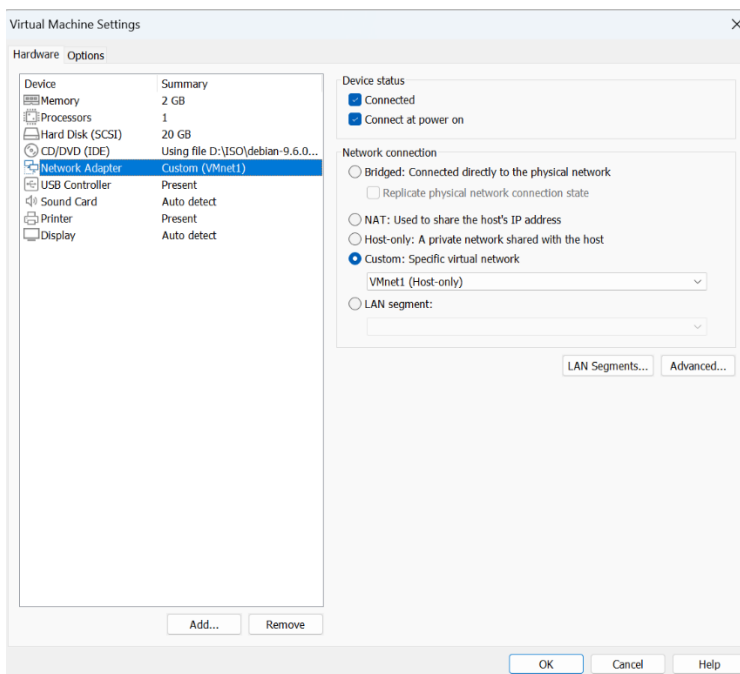 Virtual Machine Settings
Hardware Options
Device Summary
Memory 2 GB
Processors 1
Hard Disk (SCSI) 20 GB
CD/DVD (IDE) Using file D:\ISO\debian-9.6.0...
Network Adapter Custom (VMnet1)
USB Controller Present
Sound Card Auto detect
Printer Present
Display Auto detect
Add... Remove
Device status
Connected
Connect at power on
Network connection
Bridged: Connected directly to the physical network
Replicate physical network connection state
NAT: Used to share the host's IP address
Host-only: A private network shared with the host
Custom: Specific virtual network
VMnet1 (Host-only)
LAN segment:
LAN Segments... Advanced...
OK Cancel Help